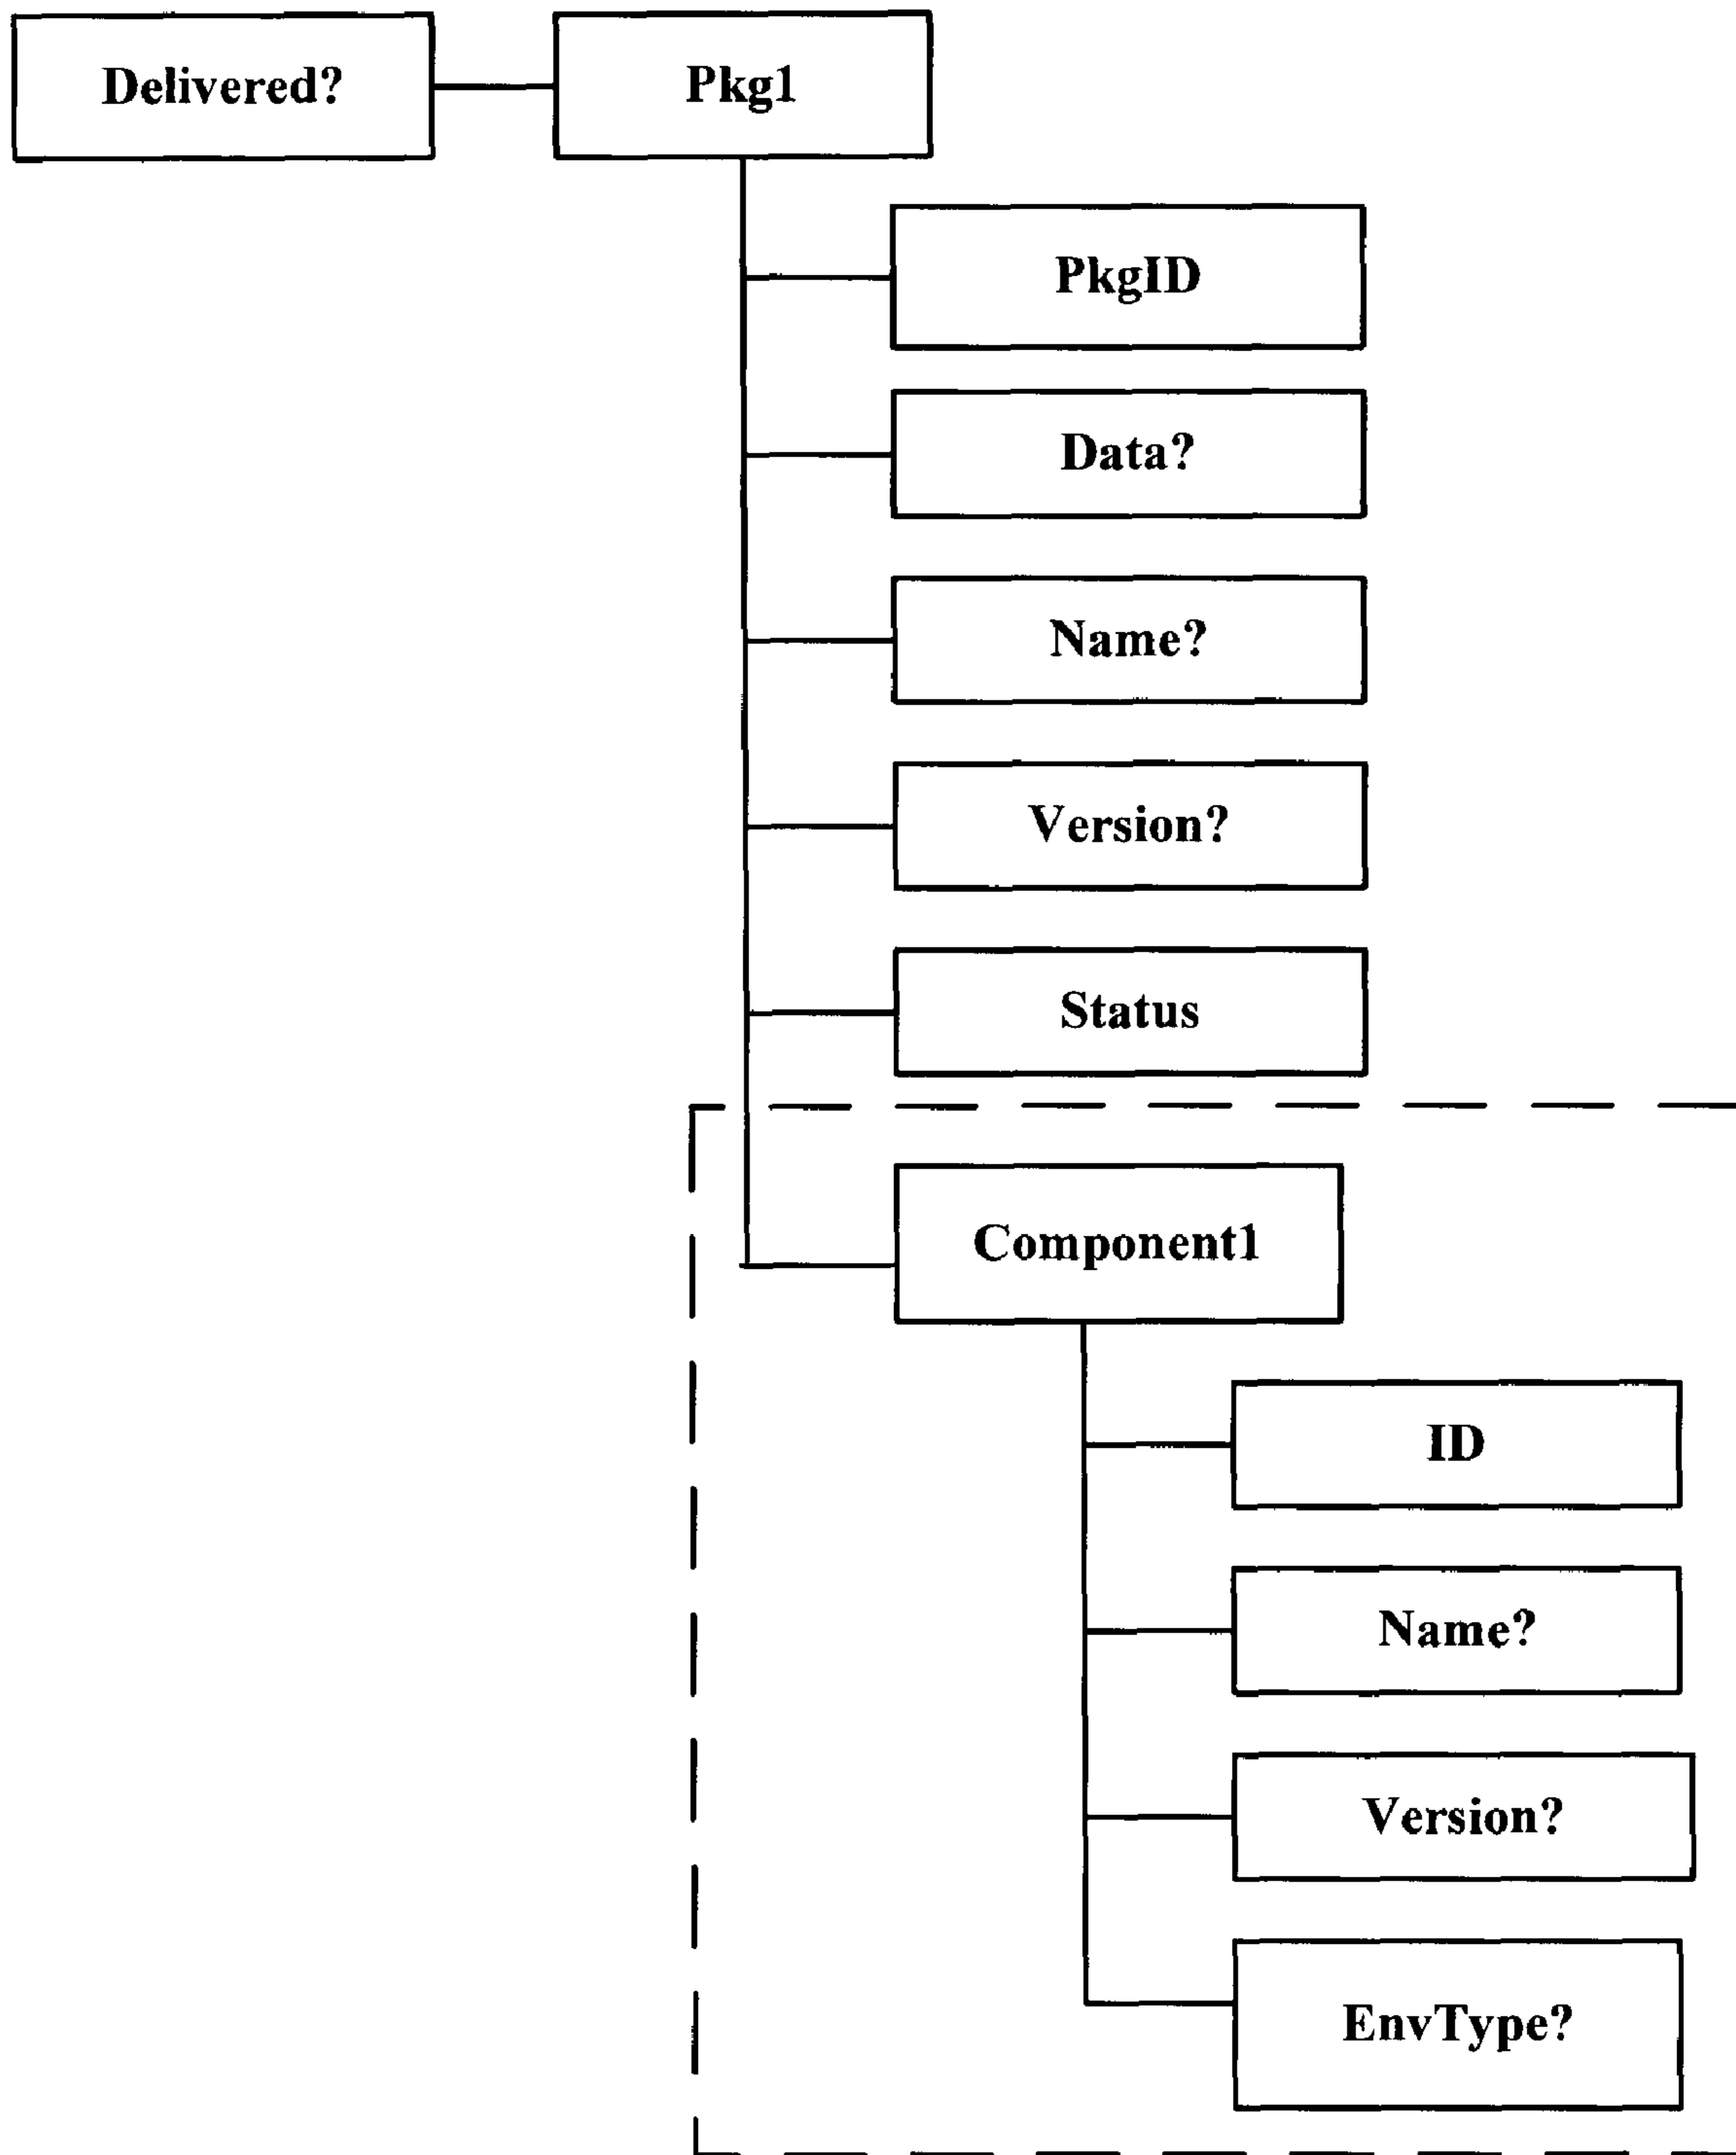 Delivered?
Pkg1
PkgID
Data?
Name?
Version?
Status
Component1
ID
Name?
Version?
EnvType?